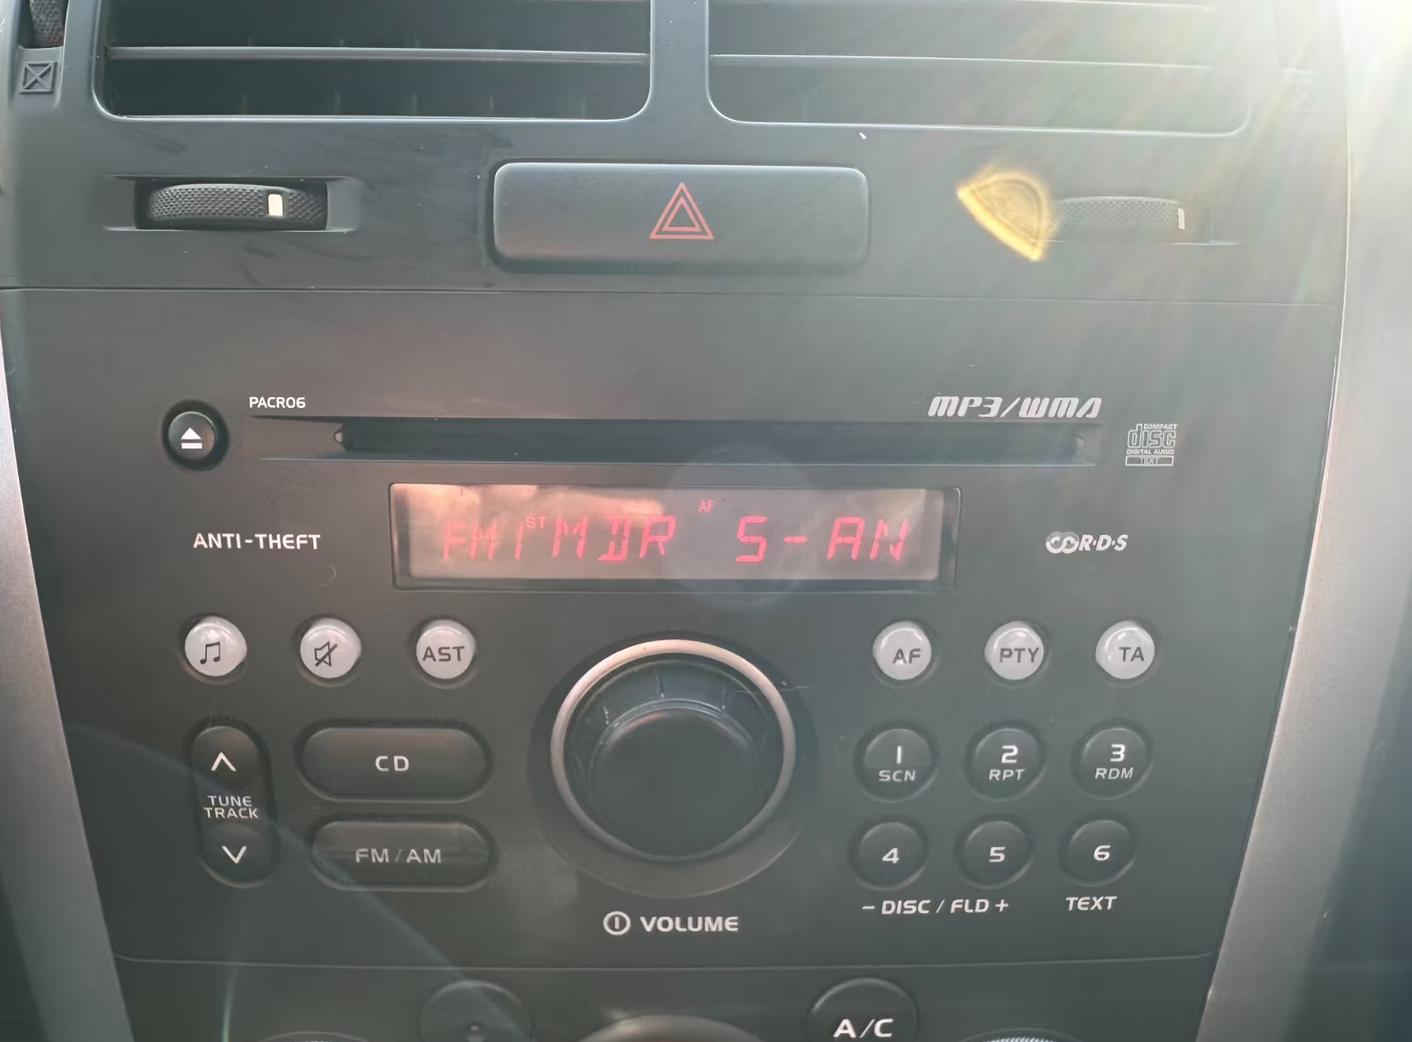 PACR06
MP3/WMA
COMPACT
disc
DIGITAL AUDIO
TEXT
AF
FM1 ST MDR S-AN
ANTI-THEFT
R·D·S
AST
AF
PTY
TA
CD
1
SCN
2
RPT
3
RDM
TUNE
TRACK
FM/AM
4
5
6
- DISC / FLD +
TEXT
VOLUME
A/C